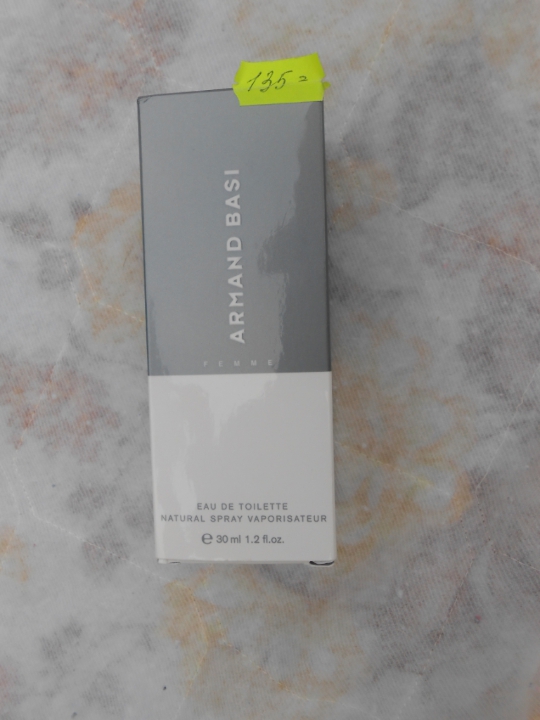 135=
ARMAND BASI
FEMME
EAU DE TOILETTE
NATURAL SPRAY VAPORISATEUR
℮ 30 ml 1.2 fl.oz.